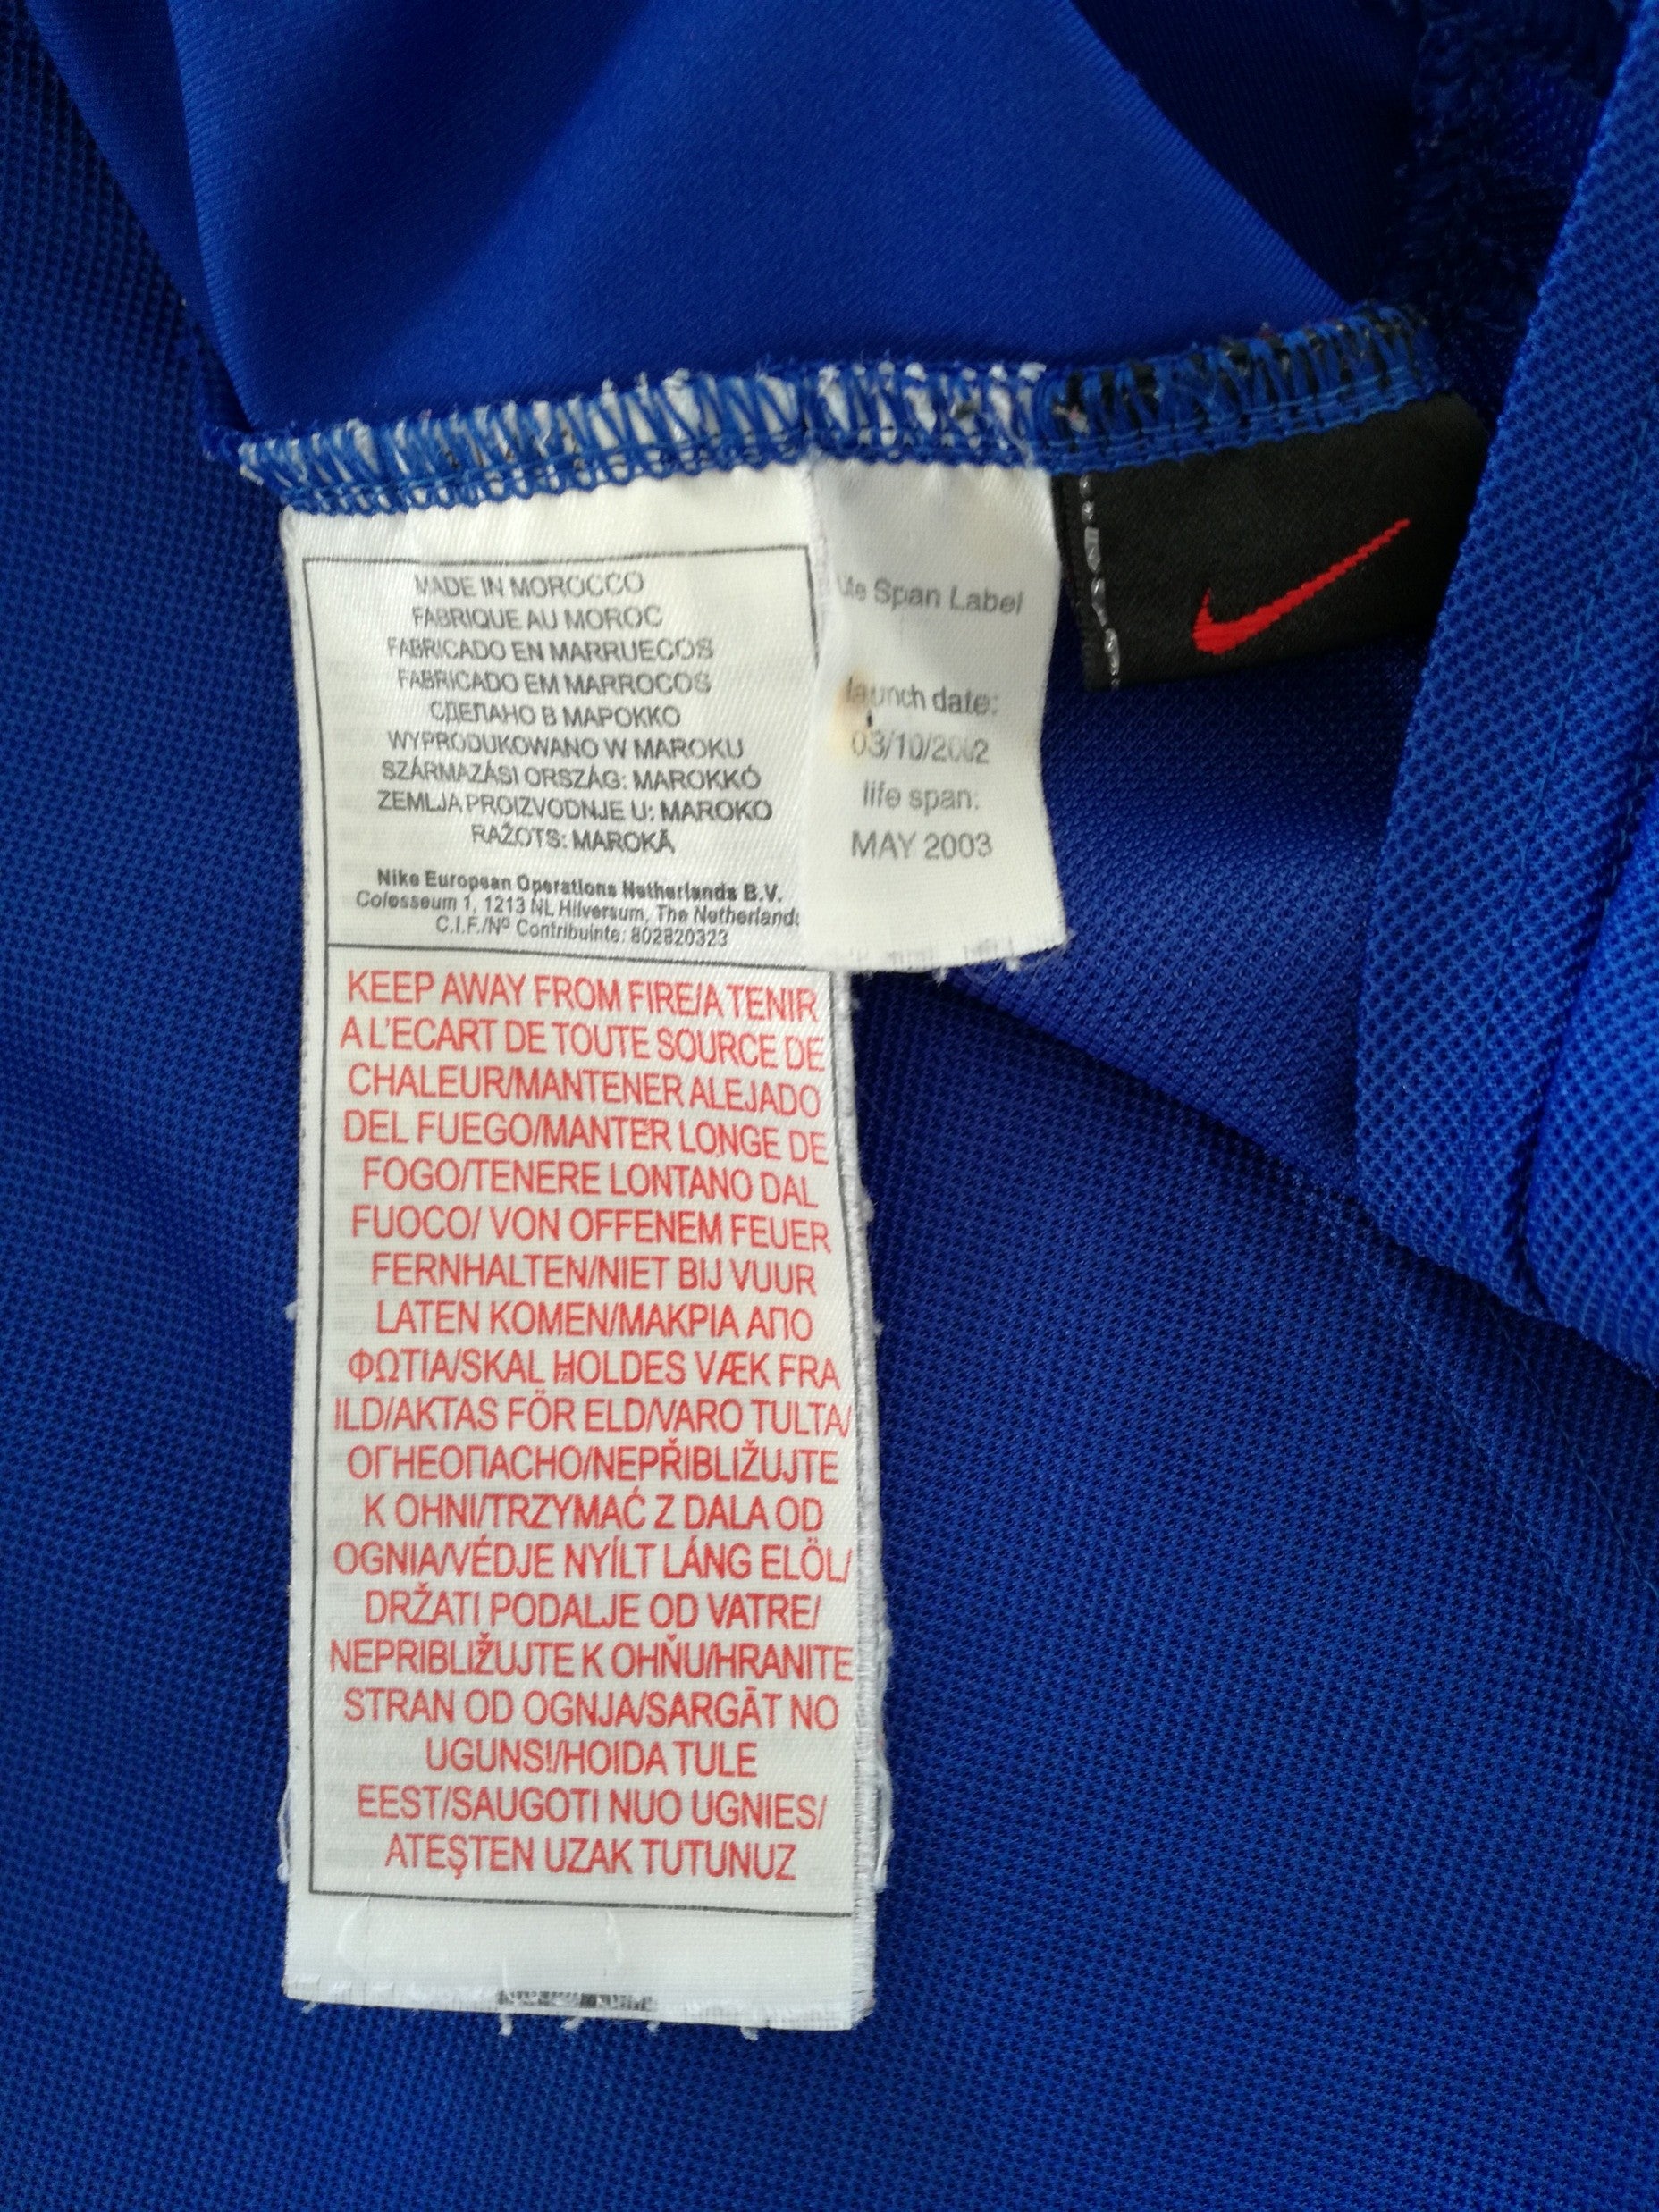 MADE IN MOROCCO
FABRIQUE AU MOROC
FABRICADO EN MARRUECOS
FABRICADO EM MARROCOS
СДЕЛАНО В МАРОККО
WYPRODUKOWANO W MAROKU
SZÁRMAZÁSI ORSZÁG: MAROKKÓ
ZEMLJA PROIZVODNJE U: MAROKO
RAŽOTS: MAROKĀ
Nike European Operations Netherlands B.V.
Colosseum 1, 1213 NL Hilversum, The Netherlands
C.I.F./Nº Contribuinte: 802820323
KEEP AWAY FROM FIRE/A TENIR
A L'ECART DE TOUTE SOURCE DE
CHALEUR/MANTENER ALEJADO
DEL FUEGO/MANTER LONGE DE
FOGO/TENERE LONTANO DAL
FUOCO/ VON OFFENEM FEUER
FERNHALTEN/NIET BIJ VUUR
LATEN KOMEN/ΜΑΚΡΙΑ ΑΠΟ
ΦΩΤΙΑ/SKAL HOLDES VÆK FRA
ILD/AKTAS FÖR ELD/VARO TULTA/
ОГНЕОПАСНО/NEPŘIBLIŽUJTE
K OHNI/TRZYMAĆ Z DALA OD
OGNIA/VÉDJE NYÍLT LÁNG ELÖL/
DRŽATI PODALJE OD VATRE/
NEPRIBLIŽUJTE K OHŇU/HRANITE
STRAN OD OGNJA/SARGĀT NO
UGUNS!/HOIDA TULE
EEST/SAUGOTI NUO UGNIES/
ATEŞTEN UZAK TUTUNUZ
Life Span Label
launch date:
03/10/2002
life span:
MAY 2003